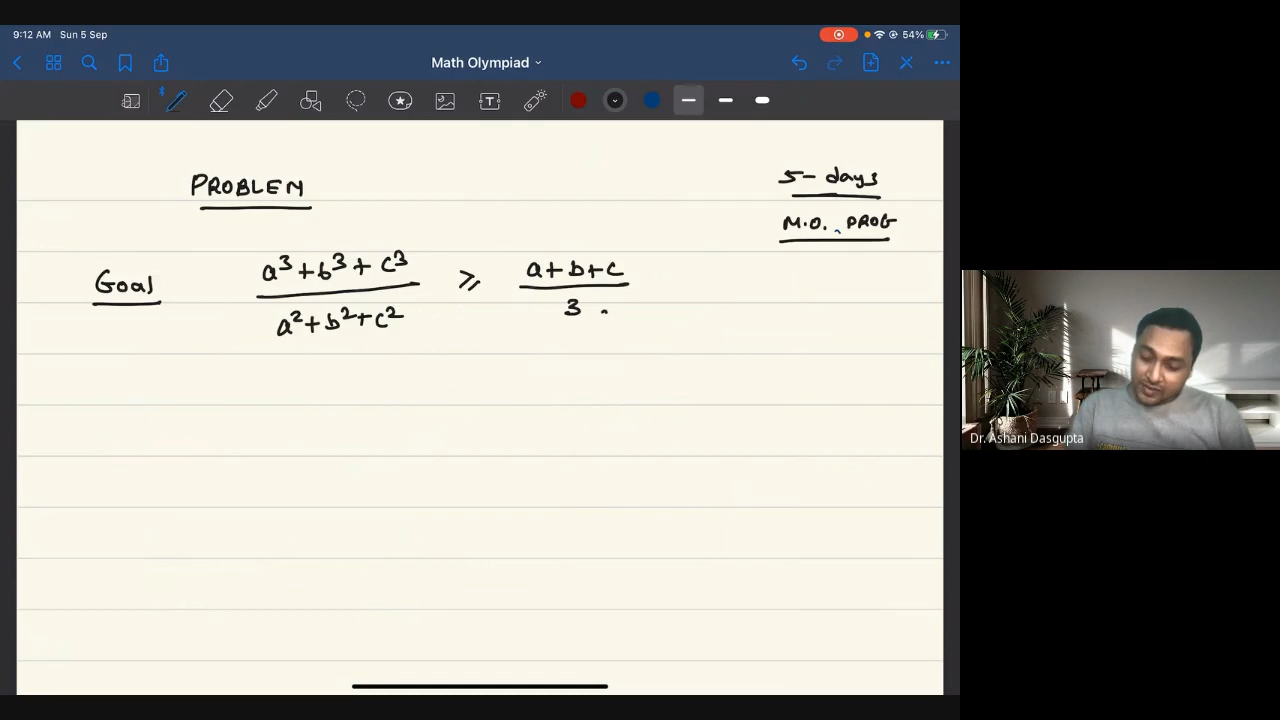 9:12 AM Sun 5 Sep 54%
Math Olympiad
T
PROBLEM
5- days
M.O. PROG
Goal a³+b³+c³ / a²+b²+c² ⩾ a+b+c / 3
Dr. Ashani Dasgupta